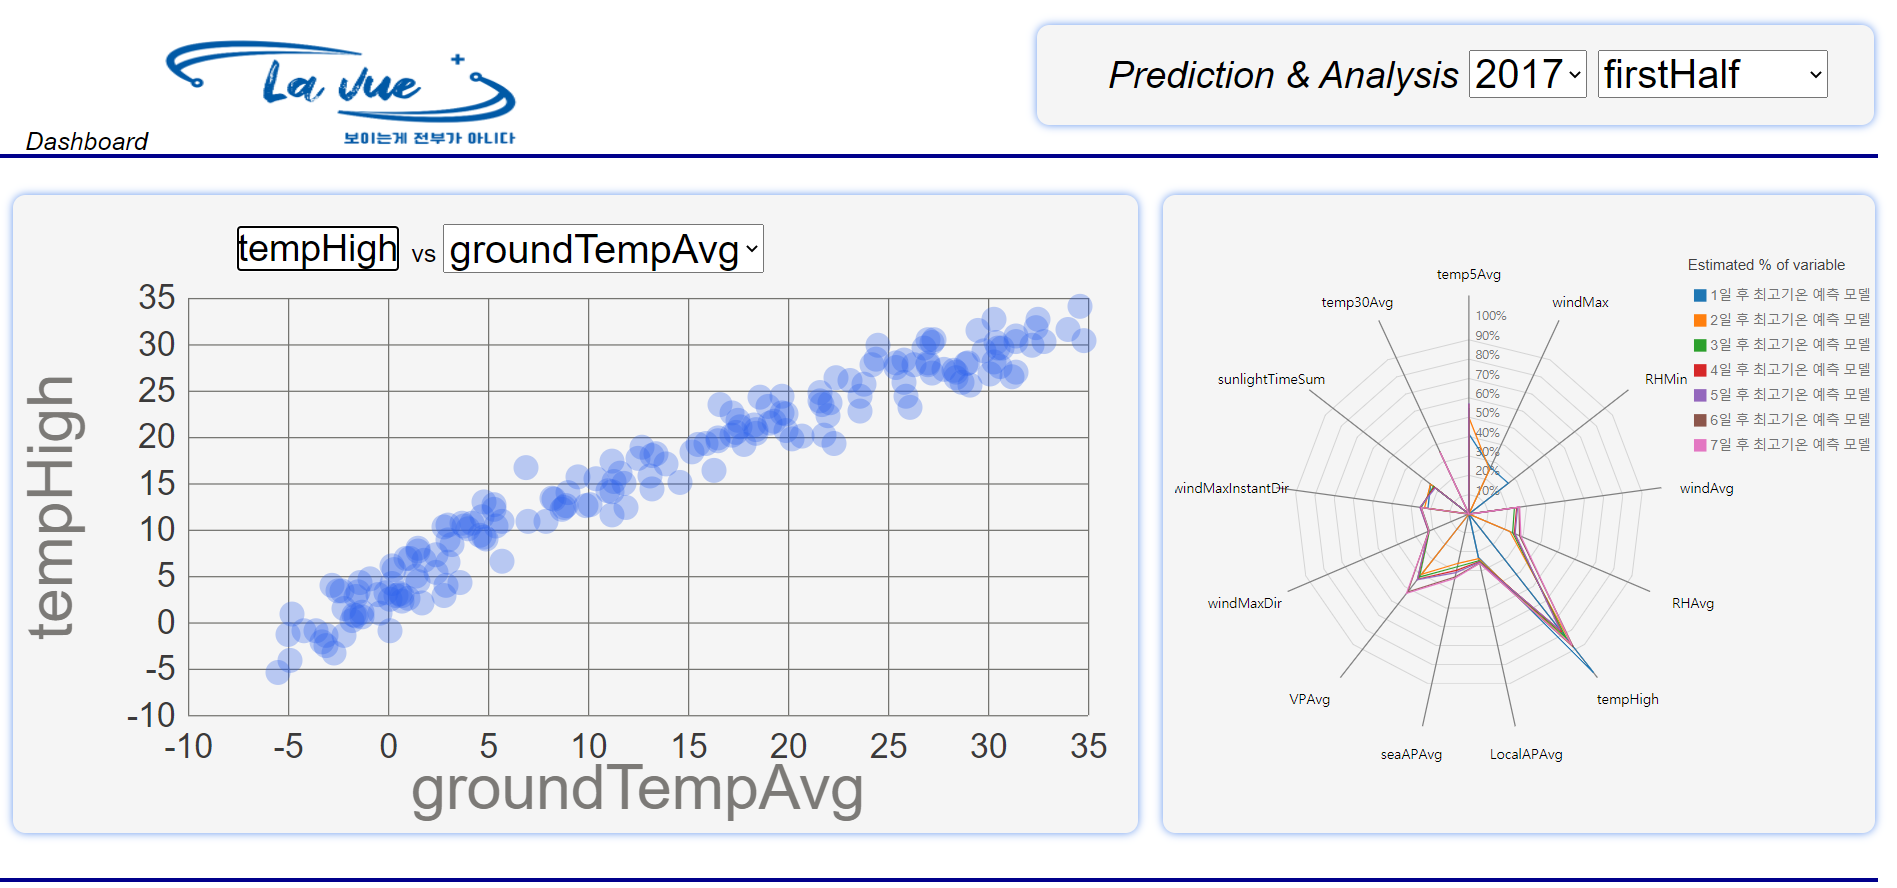 La vue
보이는게 전부가 아니다
Dashboard
Prediction & Analysis 2017 firstHalf
tempHigh vs groundTempAvg
35
30
25
20
15
10
5
0
-5
-10
tempHigh
-10 -5 0 5 10 15 20 25 30 35
groundTempAvg
Estimated % of variable
1일 후 최고기온 예측 모델
2일 후 최고기온 예측 모델
3일 후 최고기온 예측 모델
4일 후 최고기온 예측 모델
5일 후 최고기온 예측 모델
6일 후 최고기온 예측 모델
7일 후 최고기온 예측 모델
temp5Avg
temp30Avg
windMax
sunlightTimeSum
RHMin
windMaxInstantDir
windAvg
windMaxDir
RHAvg
VPAvg
tempHigh
seaAPAvg
LocalAPAvg
100%
90%
80%
70%
60%
50%
40%
30%
20%
10%